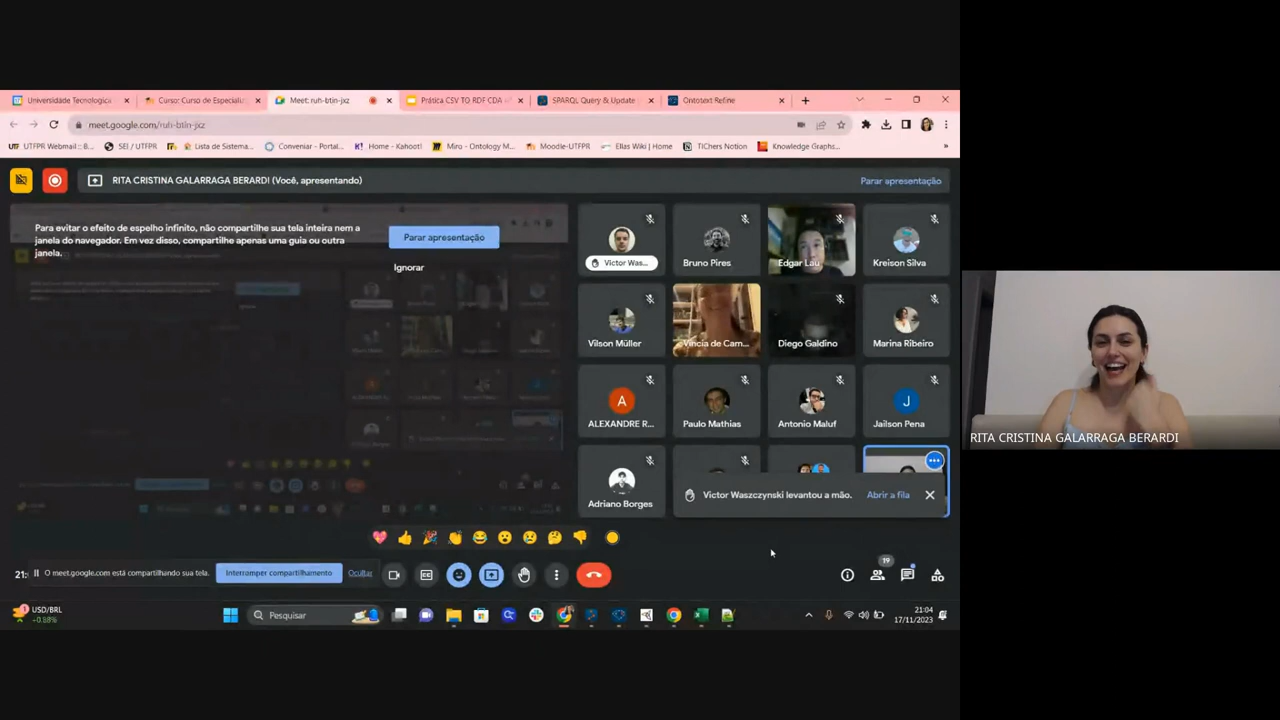 Universidade Tecnológica
Curso: Curso de Especializ
Meet: ruh-btin-jxz
Prática CSV TO RDF CDA
SPARQL Query & Update
Ontotext Refine
meet.google.com/ruh-btin-jxz
UTFPR Webmail :: B...
SEI / UTFPR
Lista de Sistema...
Conveniar - Portal...
Home - Kahoot!
Miro - Ontology M...
Moodle-UTFPR
Elias Wiki | Home
TIChers Notion
Knowledge Graphs...
RITA CRISTINA GALARRAGA BERARDI (Você, apresentando)
Parar apresentação
Para evitar o efeito de espelho infinito, não compartilhe sua tela inteira nem a
janela do navegador. Em vez disso, compartilhe apenas uma guia ou outra
janela.
Parar apresentação
Ignorar
Victor Was...
Bruno Pires
Edgar Lau
Kreison Silva
Vilson Müller
Vincia de Cam...
Diego Galdino
Marina Ribeiro
A
J
ALEXANDRE R...
Paulo Mathias
Antonio Maluf
Jailson Pena
RITA CRISTINA GALARRAGA BERARDI
Adriano Borges
Victor Waszczynski levantou a mão.
Abrir a fila
19
21:
O meet.google.com está compartilhando sua tela.
Interromper compartilhamento
Ocultar
1
USD/BRL
+0.88%
Pesquisar
21:04
17/11/2023